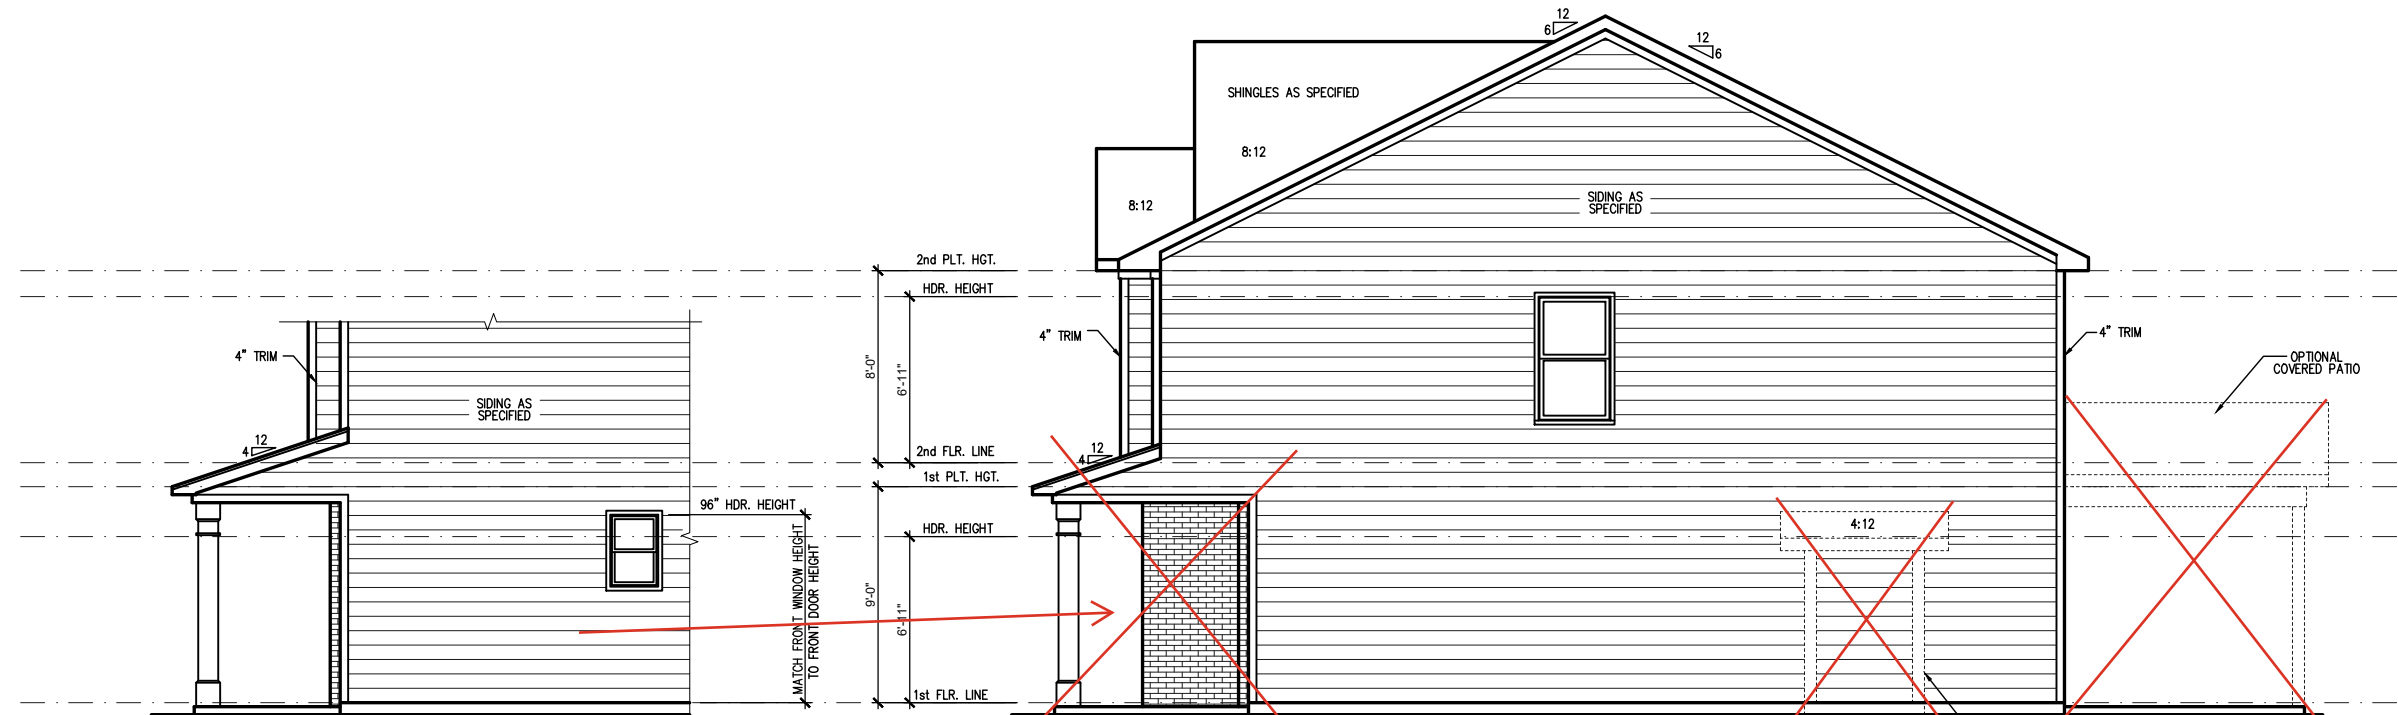 12
6
12
6
SHINGLES AS SPECIFIED
8:12
8:12
SIDING AS
SPECIFIED
2nd PLT. HGT.
HDR. HEIGHT
4" TRIM
4" TRIM
4" TRIM
OPTIONAL
COVERED PATIO
8'-0"
6'-11"
SIDING AS
SPECIFIED
12
4
12
4
2nd FLR. LINE
1st PLT. HGT.
96" HDR. HEIGHT
HDR. HEIGHT
4:12
MATCH FRONT WINDOW HEIGHT
TO FRONT DOOR HEIGHT
9'-0"
6'-11"
1st FLR. LINE